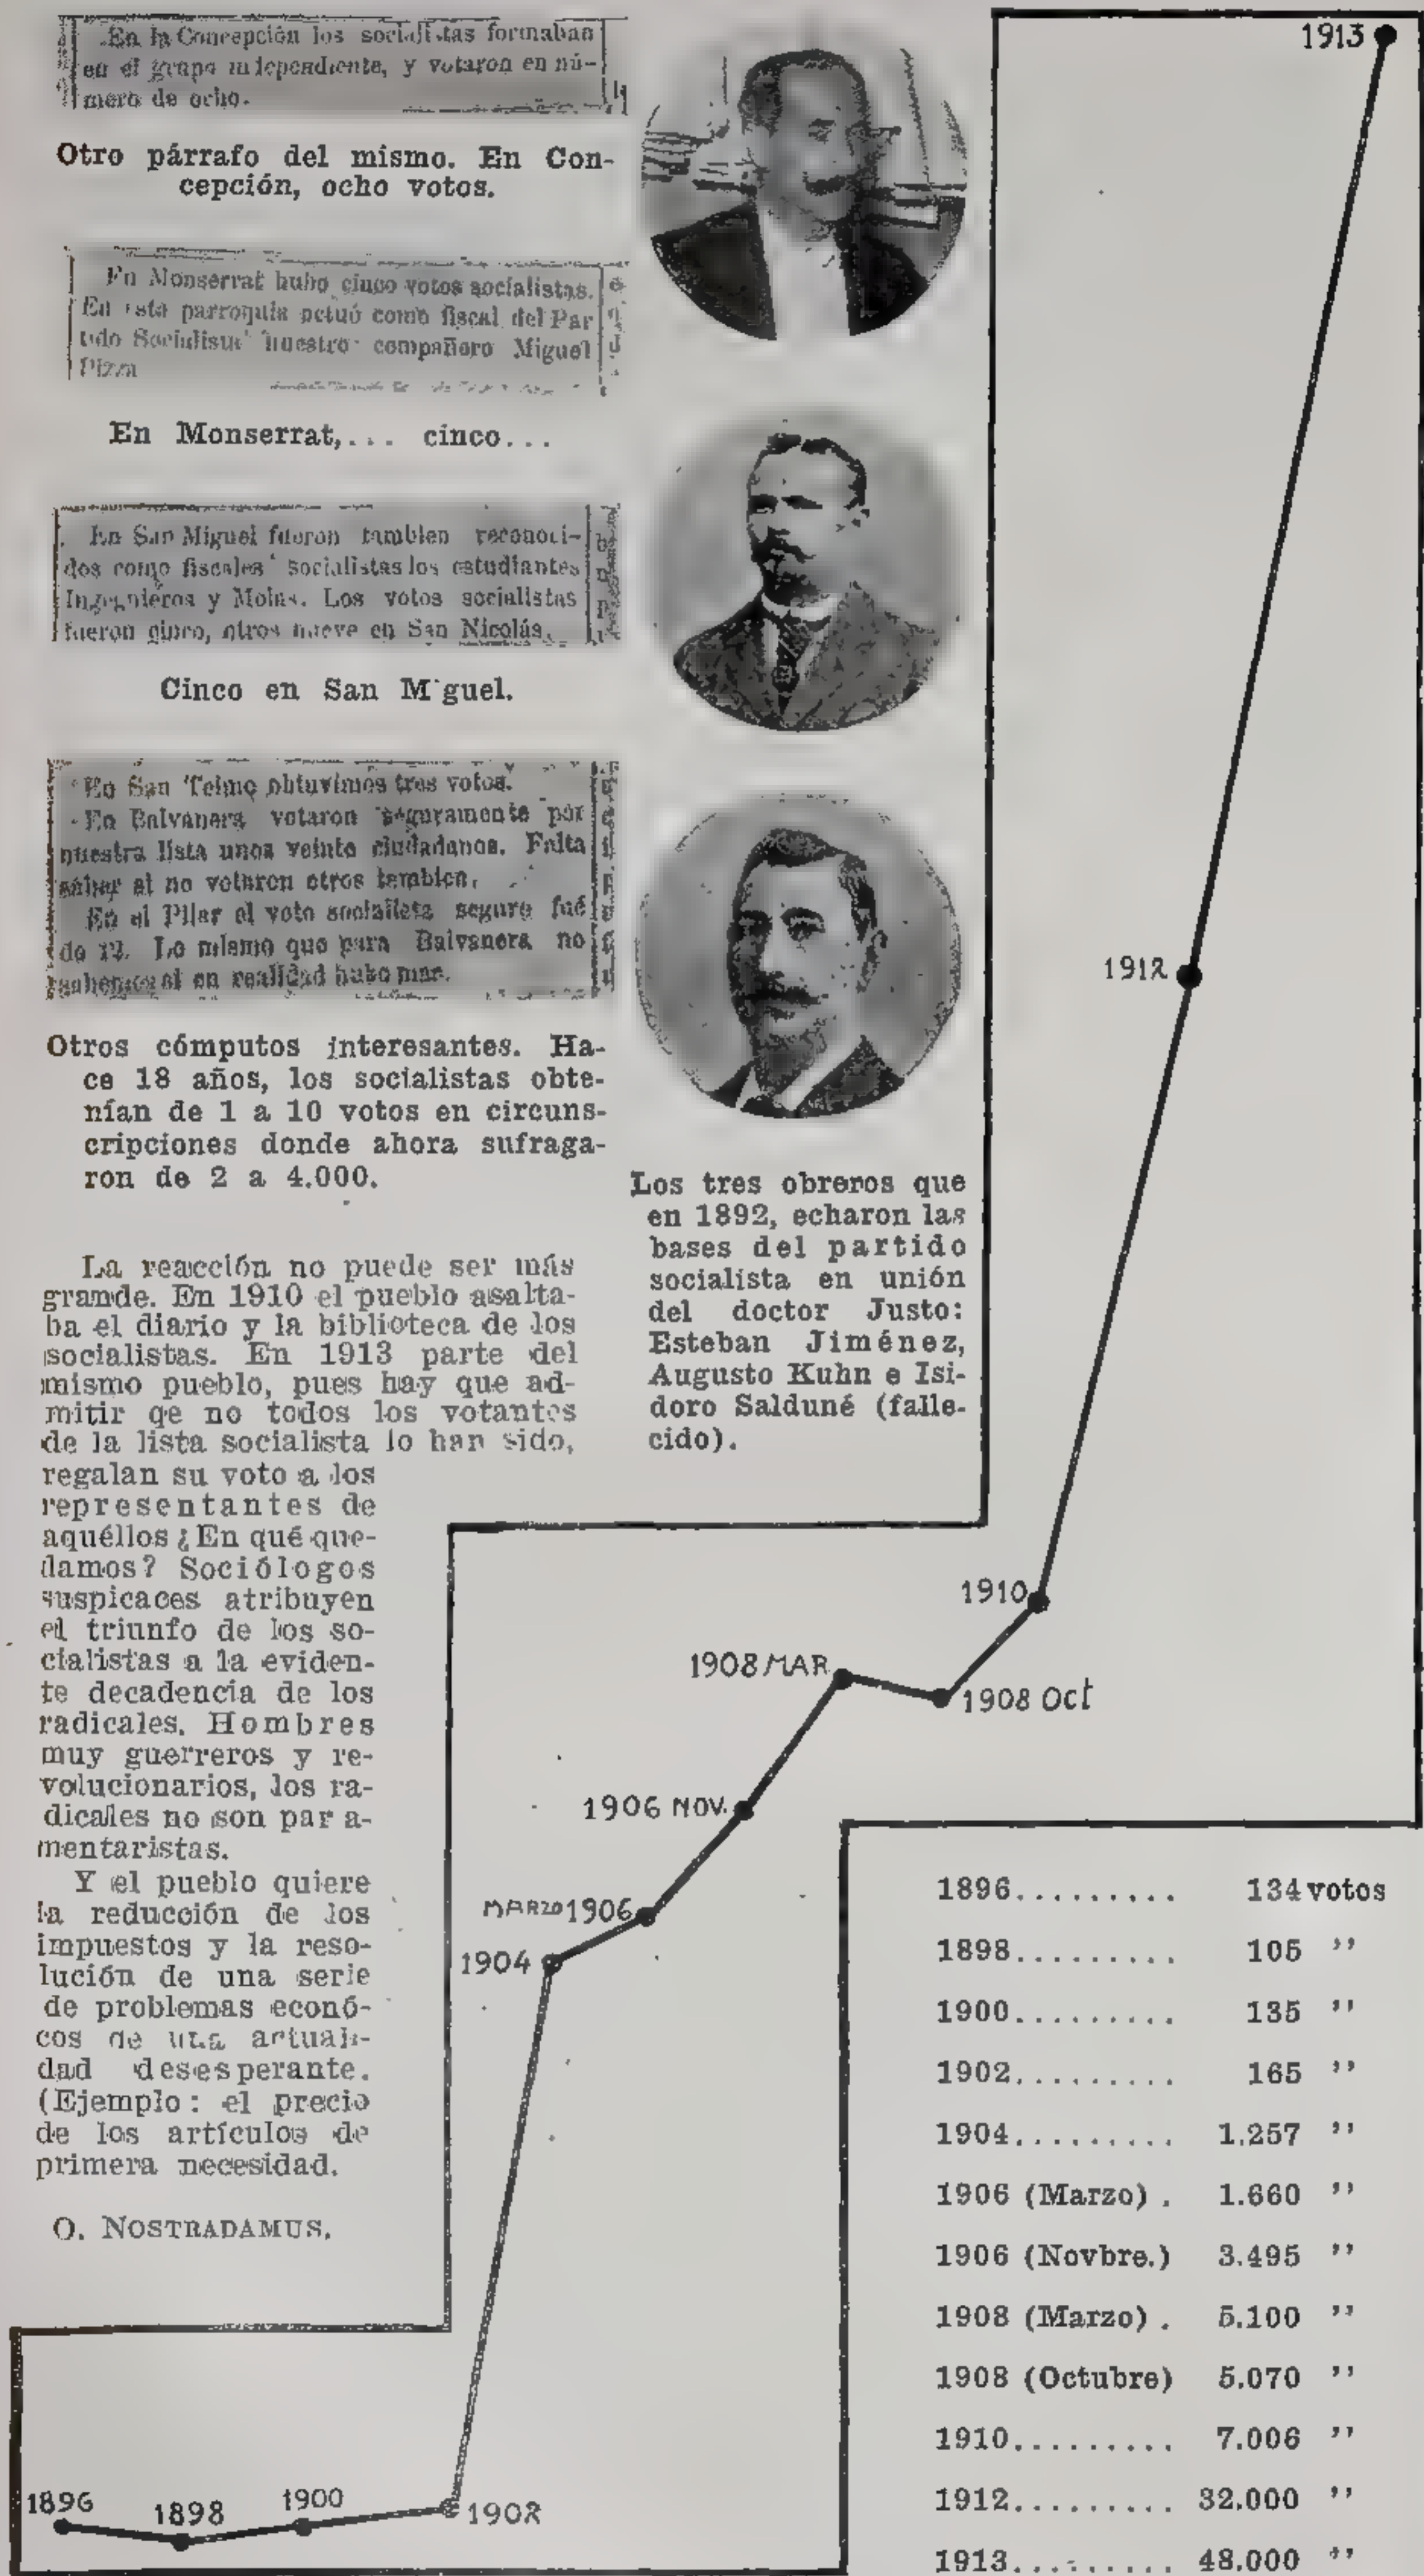 En la Concepción los socialistas formaban
en el grupo independiente, y votaron en nú-
mero de ocho.
Otro párrafo del mismo. En Con-
cepción, ocho votos.
En Monserrat hubo cinco votos socialistas.
En esta parroquia actuó como fiscal del Par
tido Socialista nuestro compañero Miguel
Pizza
En Monserrat,... cinco...
En San Miguel fueron tambien reconoci-
dos como fiscales socialistas los estudiantes
Ingegnieros y Molas. Los votos socialistas
fueron cinco, otros nueve en San Nicolás.
Cinco en San Miguel.
En San Telmo obtuvimos tres votos.
En Balvanera votaron seguramente por
nuestra lista unos veinte ciudadanos. Falta
saber si no votaron otros tambien.
En el Pilar el voto socialista seguro fué
de 12. Lo mismo que para Balvanera no
sabemos si en realidad hubo mas.
Otros cómputos interesantes. Ha-
ce 18 años, los socialistas obte-
nían de 1 a 10 votos en circuns-
cripciones donde ahora sufraga-
ron de 2 a 4.000.
La reacción no puede ser más
grande. En 1910 el pueblo asalta-
ba el diario y la biblioteca de los
socialistas. En 1913 parte del
mismo pueblo, pues hay que ad-
mitir qe no todos los votantes
de la lista socialista lo han sido,
regalan su voto a los
representantes de
aquéllos ¿En qué que-
damos? Sociólogos
suspicaces atribuyen
el triunfo de los so-
cialistas a la eviden-
te decadencia de los
radicales. Hombres
muy guerreros y re-
volucionarios, los ra-
dicales no son par a-
mentaristas.
Y el pueblo quiere
la reducción de los
impuestos y la reso-
lución de una serie
de problemas econó-
cos de una actuali-
dad desesperante.
(Ejemplo: el precio
de los artículos de
primera necesidad.
O. NOSTRADAMUS.
Los tres obreros que
en 1892, echaron las
bases del partido
socialista en unión
del doctor Justo:
Esteban Jiménez,
Augusto Kuhn e Isi-
doro Salduné (falle-
cido).
1913
1912
1910
1908 MAR
1908 Oct
1906 NOV.
MARZO 1906
1904
1896
1898
1900
1902
1896......... 134 votos
1898......... 105 ”
1900......... 135 ”
1902......... 165 ”
1904......... 1.257 ”
1906 (Marzo) . 1.660 ”
1906 (Novbre.) 3.495 ”
1908 (Marzo) . 5.100 ”
1908 (Octubre) 5.070 ”
1910......... 7.006 ”
1912......... 32.000 ”
1913......... 48.000 ”